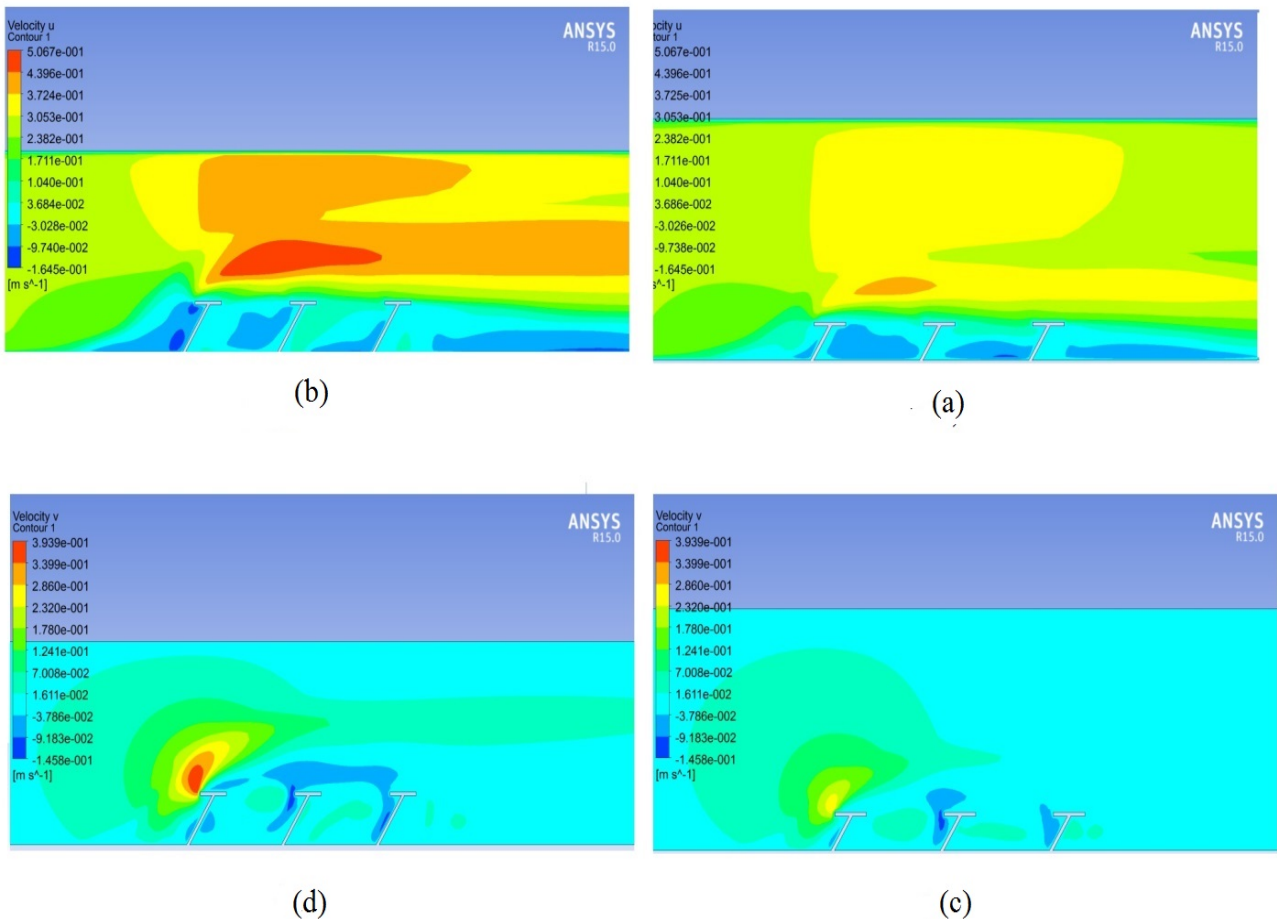 Velocity u
Contour 1
5.067e-001
4.396e-001
3.724e-001
3.053e-001
2.382e-001
1.711e-001
1.040e-001
3.684e-002
-3.028e-002
-9.740e-002
-1.645e-001
[m s^-1]
ANSYS
R15.0
(b)
Velocity u
Contour 1
5.067e-001
4.396e-001
3.725e-001
3.053e-001
2.382e-001
1.711e-001
1.040e-001
3.686e-002
-3.026e-002
-9.738e-002
-1.645e-001
s^-1]
ANSYS
R15.0
(a)
Velocity v
Contour 1
3.939e-001
3.399e-001
2.860e-001
2.320e-001
1.780e-001
1.241e-001
7.008e-002
1.611e-002
-3.786e-002
-9.183e-002
-1.458e-001
[m s^-1]
ANSYS
R15.0
(d)
Velocity v
Contour 1
3.939e-001
3.399e-001
2.860e-001
2.320e-001
1.780e-001
1.241e-001
7.008e-002
1.611e-002
-3.786e-002
-9.183e-002
-1.458e-001
[m s^-1]
ANSYS
R15.0
(c)